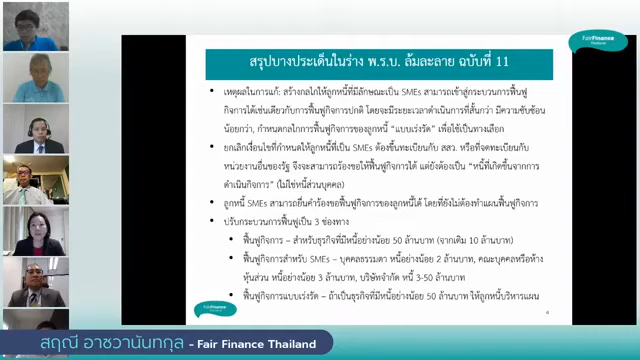 FairFinance
Thailand
สรุปบางประเด็นในร่าง พ.ร.บ. ล้มละลาย ฉบับที่ 11
• เหตุผลในการแก้: สร้างกลไกให้ลูกหนี้ที่มีลักษณะเป็น SMEs สามารถเข้าสู่กระบวนการฟื้นฟู
กิจการได้เช่นเดียวกับการฟื้นฟูกิจการปกติ โดยจะมีระยะเวลาดำเนินการที่สั้นกว่า มีความซับซ้อน
น้อยกว่า, กำหนดกลไกการฟื้นฟูกิจการของลูกหนี้ “แบบเร่งรัด” เพื่อใช้เป็นทางเลือก
• ยกเลิกเงื่อนไขที่กำหนดให้ลูกหนี้ที่เป็น SMEs ต้องขึ้นทะเบียนกับ สสว. หรือที่จดทะเบียนกับ
หน่วยงานอื่นของรัฐ จึงจะสามารถร้องขอให้ฟื้นฟูกิจการได้ แต่ยังต้องเป็น “หนี้ที่เกิดขึ้นจากการ
ดำเนินกิจการ” (ไม่ใช่หนี้ส่วนบุคคล)
• ลูกหนี้ SMEs สามารถยื่นคำร้องขอฟื้นฟูกิจการของลูกหนี้ได้ โดยที่ยังไม่ต้องทำแผนฟื้นฟูกิจการ
• ปรับกระบวนการฟื้นฟูเป็น 3 ช่องทาง
• ฟื้นฟูกิจการ – สำหรับธุรกิจที่มีหนี้อย่างน้อย 50 ล้านบาท (จากเดิม 10 ล้านบาท)
• ฟื้นฟูกิจการสำหรับ SMEs – บุคคลธรรมดา หนี้อย่างน้อย 2 ล้านบาท, คณะบุคคลหรือห้าง
หุ้นส่วน หนี้อย่างน้อย 3 ล้านบาท, บริษัทจำกัด หนี้ 3-50 ล้านบาท
• ฟื้นฟูกิจการแบบเร่งรัด – ถ้าเป็นธุรกิจที่มีหนี้อย่างน้อย 50 ล้านบาท ให้ลูกหนี้บริหารแผน
FairFinance
สฤณี อาชวานันทกุล - Fair Finance Thailand